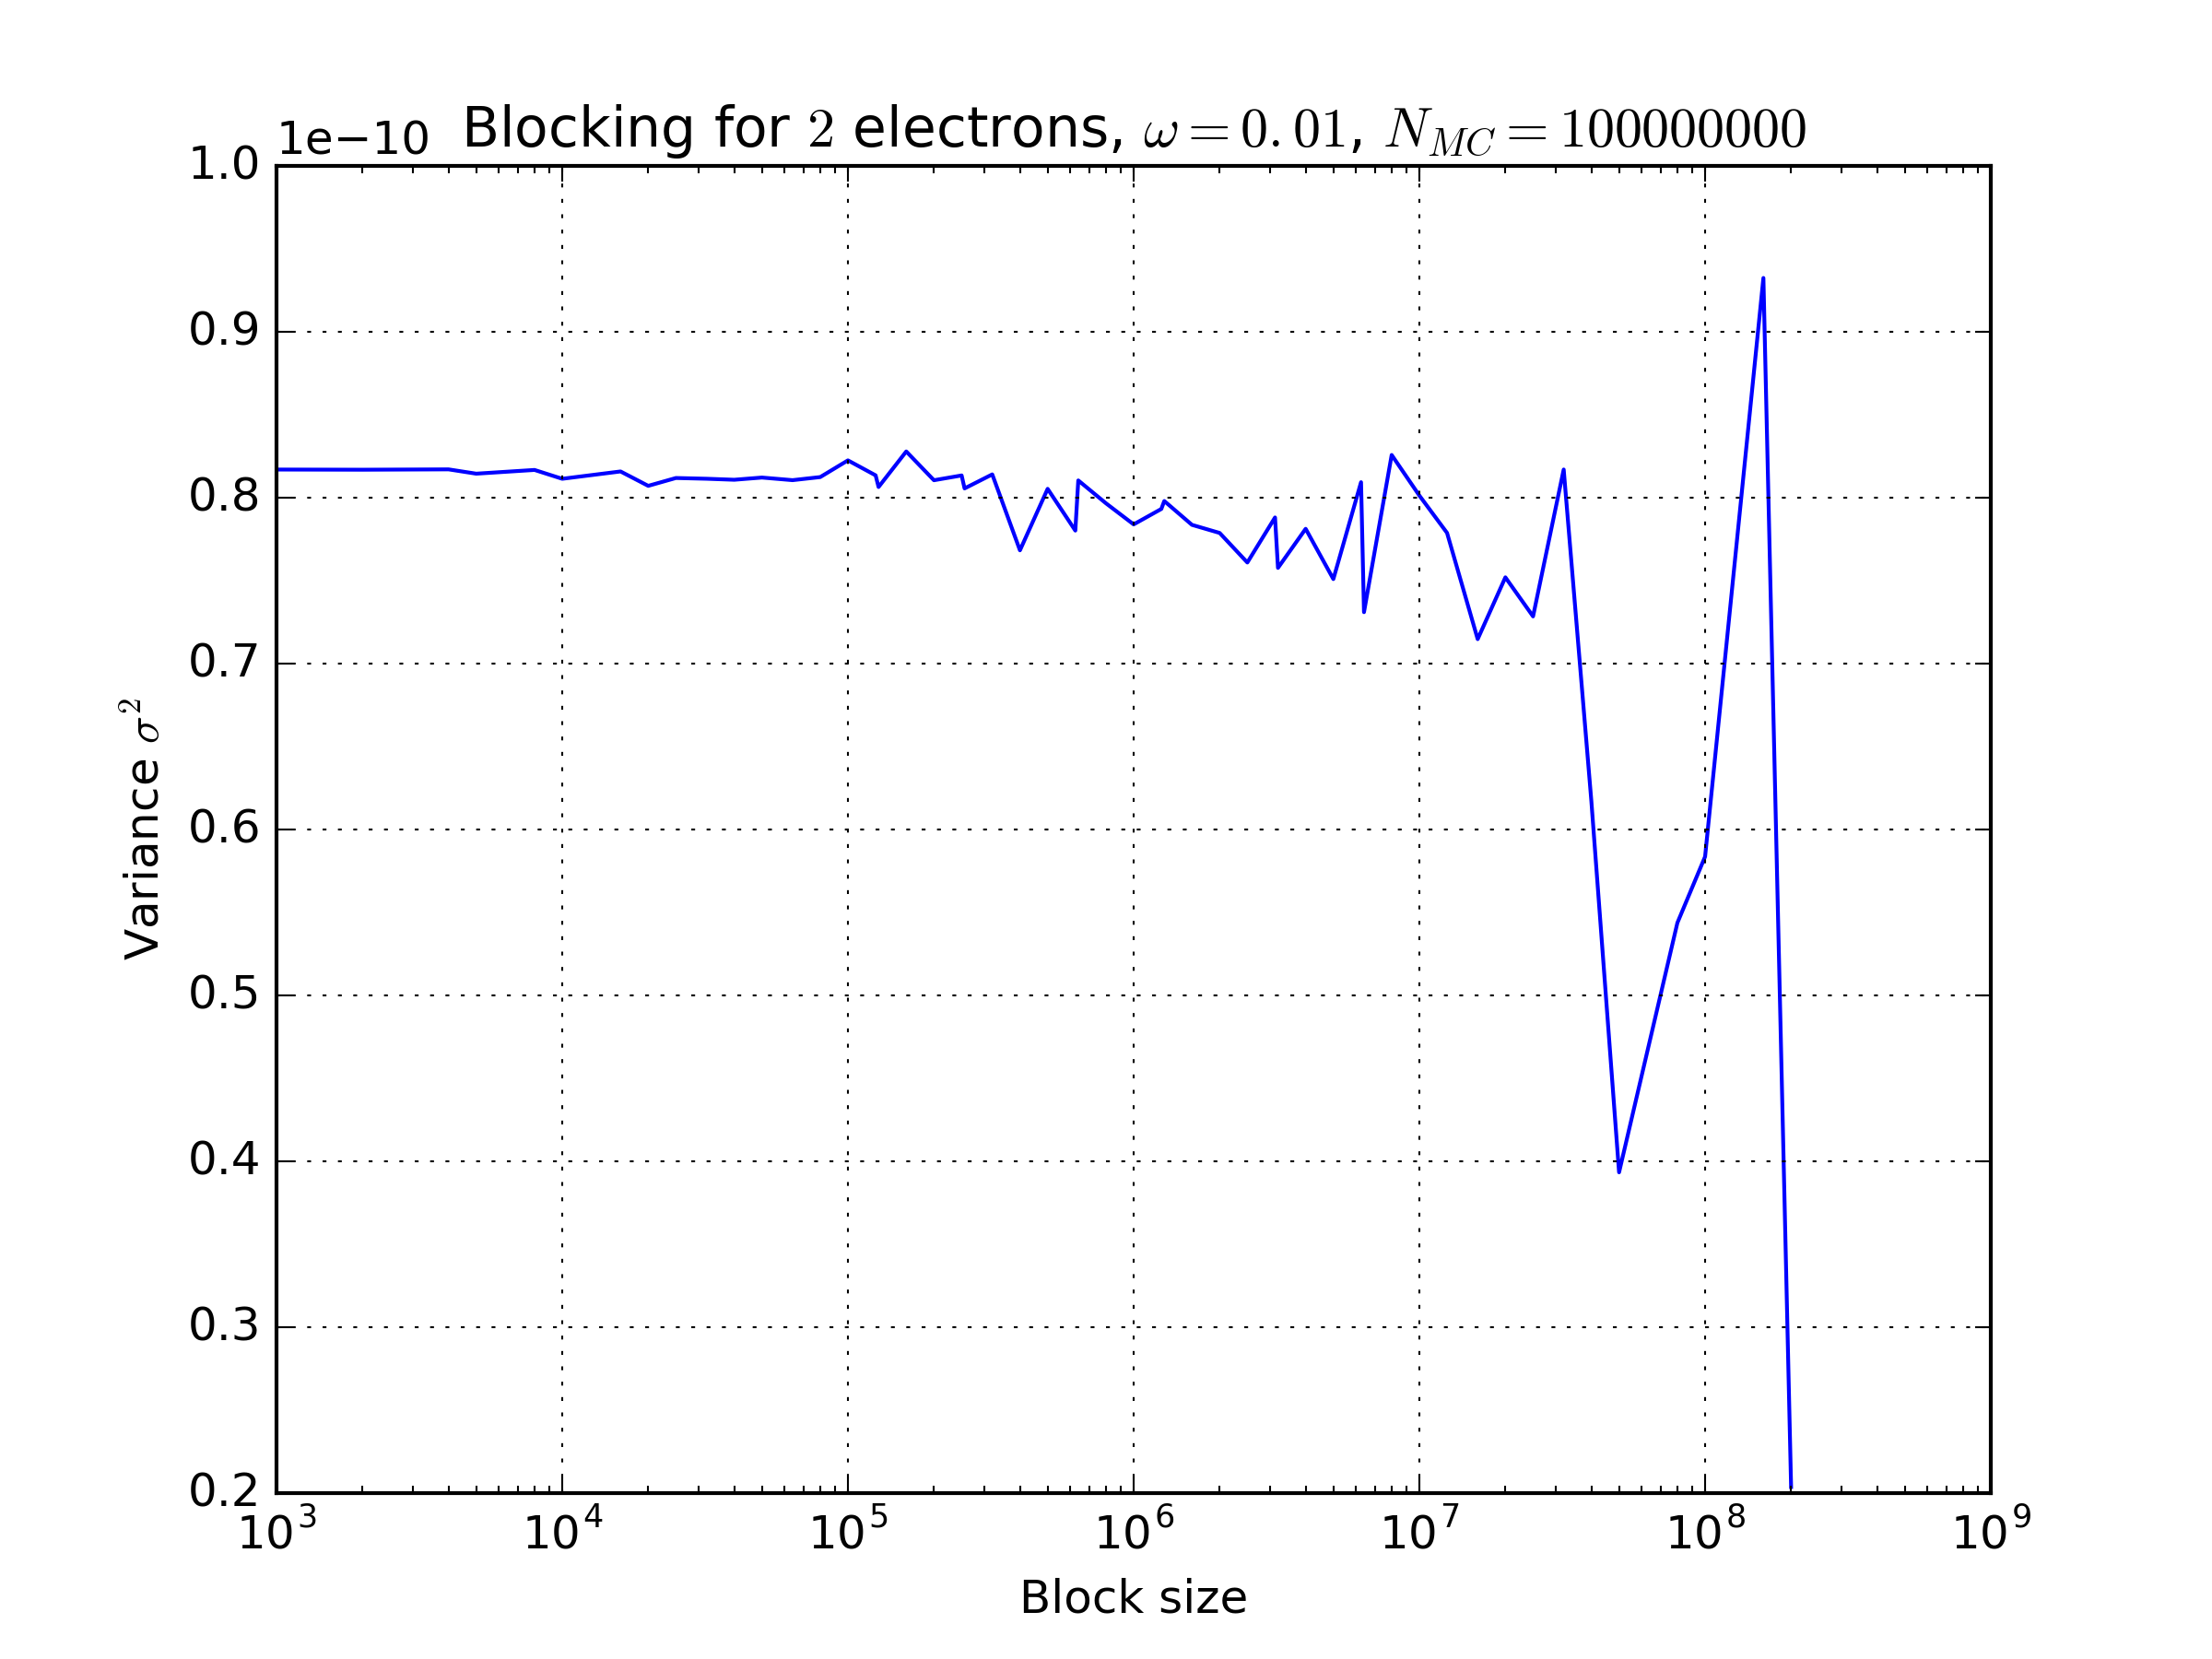 1e−10 Blocking for 2 electrons, ω = 0.01, N_MC = 100000000
1.0
0.9
0.8
0.7
0.6
0.5
0.4
0.3
0.2
Variance σ²
10³ 10⁴ 10⁵ 10⁶ 10⁷ 10⁸ 10⁹
Block size